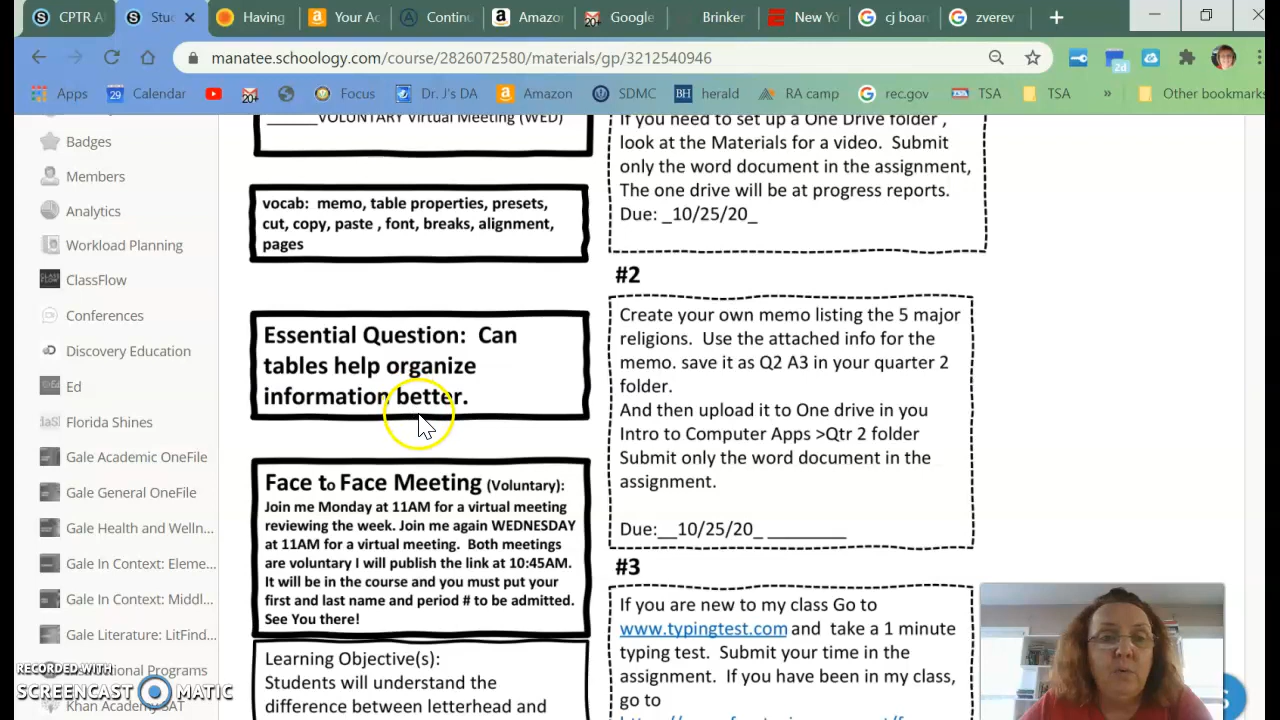 CPTR A
Stu
Having
Your Ac
Contin
Amazo
Google
Brinker
New Yo
cj boar
zverev
manatee.schoology.com/course/2826072580/materials/gp/3212540946
Apps
Calendar
29
20+
Focus
Dr. J's DA
Amazon
SDMC
BH herald
RA camp
rec.gov
TSA
TSA
»
Other bookmarks
Badges
Members
Analytics
Workload Planning
ClassFlow
Conferences
Discovery Education
Ed
Florida Shines
Gale Academic OneFile
Gale General OneFile
Gale Health and Welln...
Gale In Context: Eleme...
Gale In Context: Middl...
Gale Literature: LitFind...
Instructional Programs
Khan Academy SAT
RECORDED WITH
SCREENCAST MATIC
______VOLUNTARY Virtual Meeting (WED)
vocab: memo, table properties, presets,
cut, copy, paste , font, breaks, alignment,
pages
Essential Question: Can
tables help organize
information better.
Face to Face Meeting (Voluntary):
Join me Monday at 11AM for a virtual meeting
reviewing the week. Join me again WEDNESDAY
at 11AM for a virtual meeting. Both meetings
are voluntary I will publish the link at 10:45AM.
It will be in the course and you must put your
first and last name and period # to be admitted.
See You there!
Learning Objective(s):
Students will understand the
difference between letterhead and
If you need to set up a One Drive folder ,
look at the Materials for a video. Submit
only the word document in the assignment,
The one drive will be at progress reports.
Due: _10/25/20_
#2
Create your own memo listing the 5 major
religions. Use the attached info for the
memo. save it as Q2 A3 in your quarter 2
folder.
And then upload it to One drive in you
Intro to Computer Apps >Qtr 2 folder
Submit only the word document in the
assignment.
Due:__10/25/20_ ________
#3
If you are new to my class Go to
www.typingtest.com and take a 1 minute
typing test. Submit your time in the
assignment. If you have been in my class,
go to